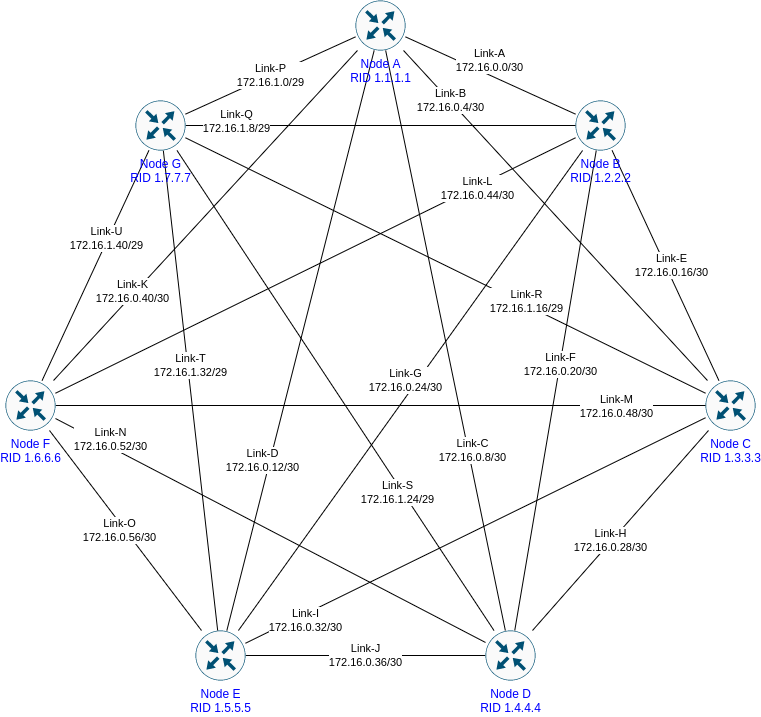 Node A
RID 1.1.1.1
Link-P
172.16.1.0/29
Link-A
172.16.0.0/30
Link-B
172.16.0.4/30
Link-Q
172.16.1.8/29
Node G
RID 1.7.7.7
Node B
RID 1.2.2.2
Link-L
172.16.0.44/30
Link-U
172.16.1.40/29
Link-E
172.16.0.16/30
Link-K
172.16.0.40/30
Link-R
172.16.1.16/29
Link-T
172.16.1.32/29
Link-F
172.16.0.20/30
Link-G
172.16.0.24/30
Link-M
172.16.0.48/30
Node F
RID 1.6.6.6
Link-N
172.16.0.52/30
Node C
RID 1.3.3.3
Link-D
172.16.0.12/30
Link-C
172.16.0.8/30
Link-S
172.16.1.24/29
Link-O
172.16.0.56/30
Link-H
172.16.0.28/30
Link-I
172.16.0.32/30
Link-J
172.16.0.36/30
Node E
RID 1.5.5.5
Node D
RID 1.4.4.4